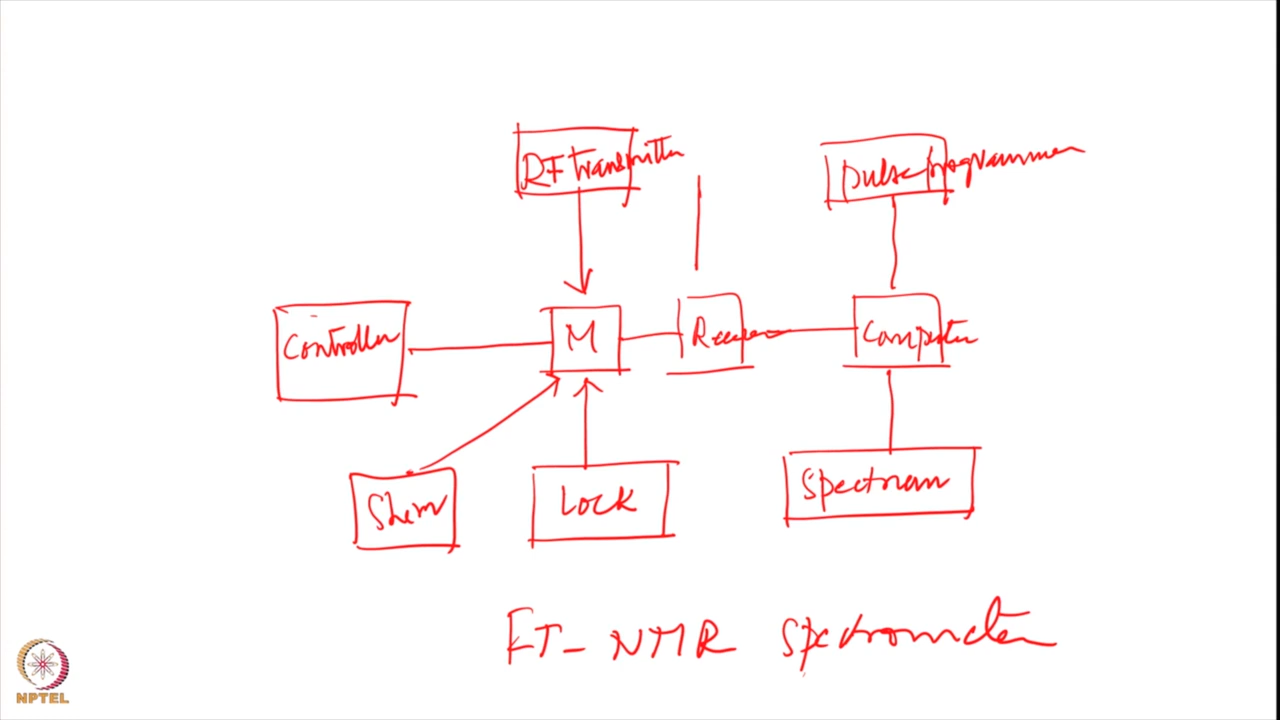 RF transmitter
Pulse programmer
Controller
M
Receiver
Computer
Shim
Lock
Spectrum
FT- NMR Spectrometer
NPTEL